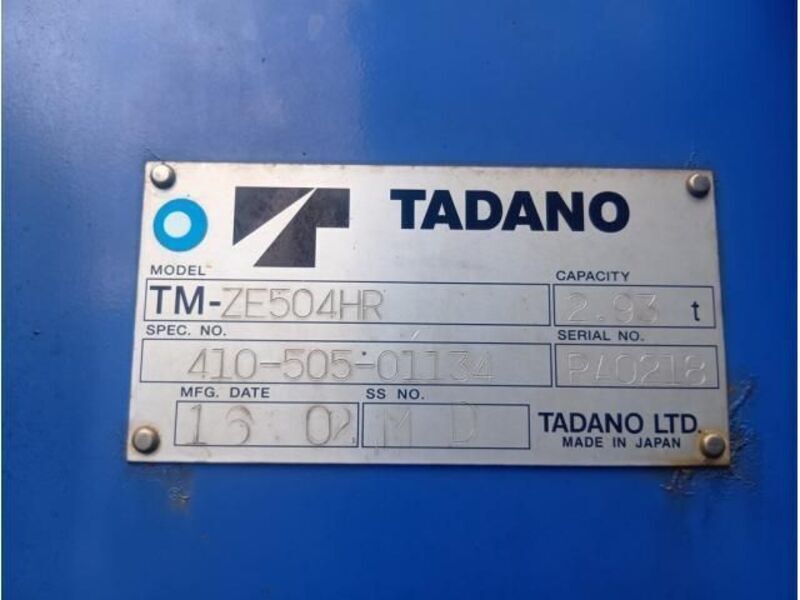 TADANO
MODEL
CAPACITY
TM-ZE504HR
2.93 t
SPEC. NO.
SERIAL NO.
410-505-01134
PA0218
MFG. DATE
SS NO.
16 02
M D
TADANO LTD.
MADE IN JAPAN